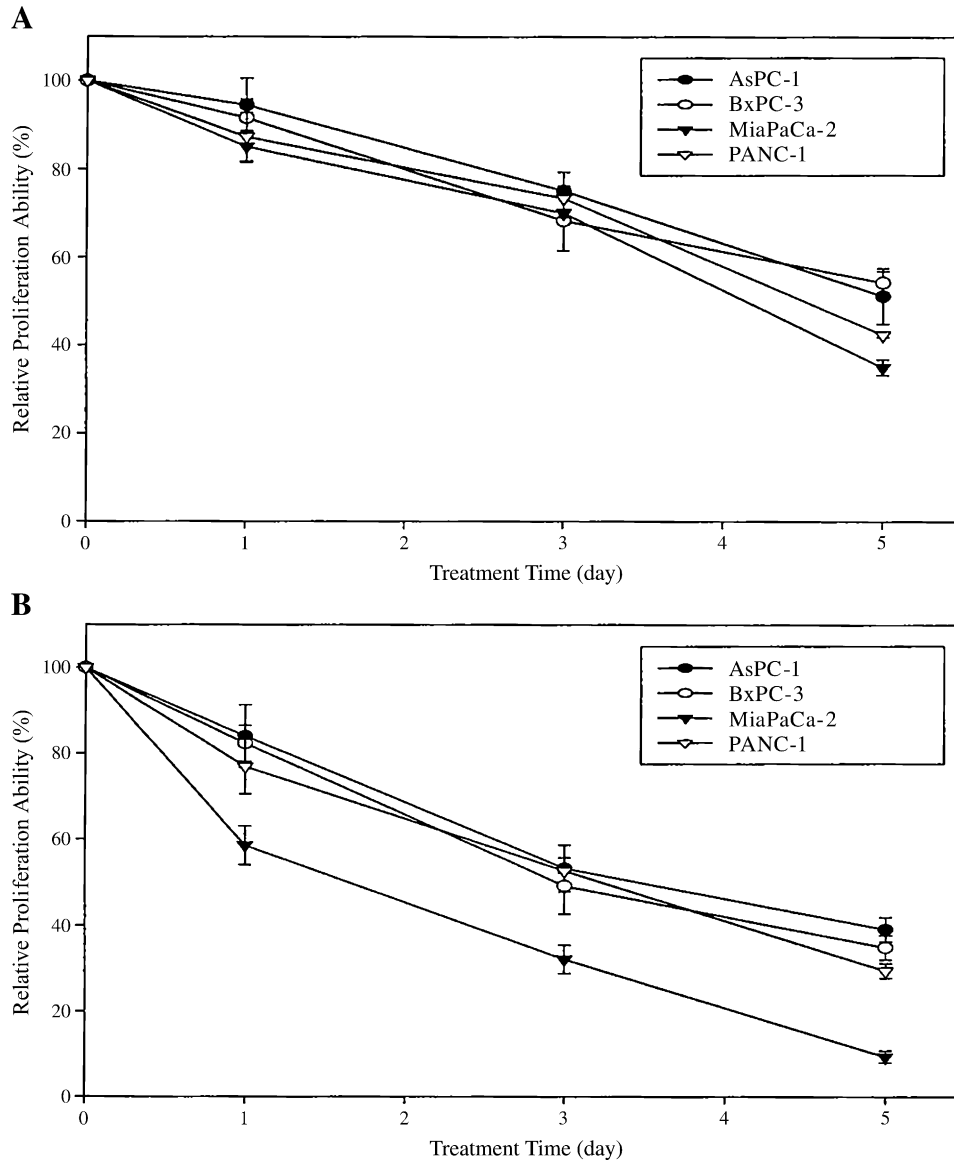 A
100
80
60
40
20
0
Relative Proliferation Ability (%)
AsPC-1
BxPC-3
MiaPaCa-2
PANC-1
0 1 2 3 4 5
Treatment Time (day)
B
100
80
60
40
20
0
Relative Proliferation Ability (%)
AsPC-1
BxPC-3
MiaPaCa-2
PANC-1
0 1 2 3 4 5
Treatment Time (day)